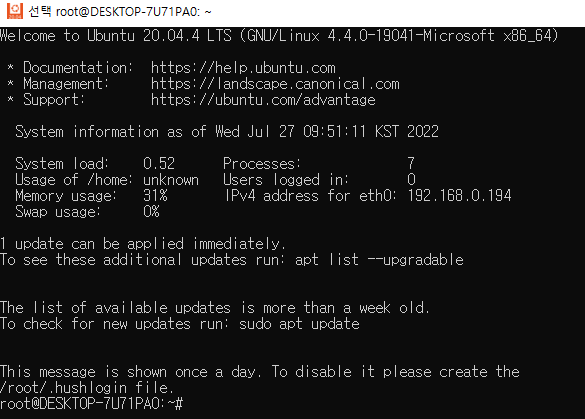 선택 root@DESKTOP-7U71PA0: ~
Welcome to Ubuntu 20.04.4 LTS (GNU/Linux 4.4.0-19041-Microsoft x86_64)
* Documentation:  https://help.ubuntu.com
* Management:     https://landscape.canonical.com
* Support:        https://ubuntu.com/advantage
System information as of Wed Jul 27 09:51:11 KST 2022
System load:    0.52      Processes:              7
Usage of /home: unknown   Users logged in:        0
Memory usage:   31%       IPv4 address for eth0: 192.168.0.194
Swap usage:     0%
1 update can be applied immediately.
To see these additional updates run: apt list --upgradable
The list of available updates is more than a week old.
To check for new updates run: sudo apt update
This message is shown once a day. To disable it please create the
/root/.hushlogin file.
root@DESKTOP-7U71PA0:~#